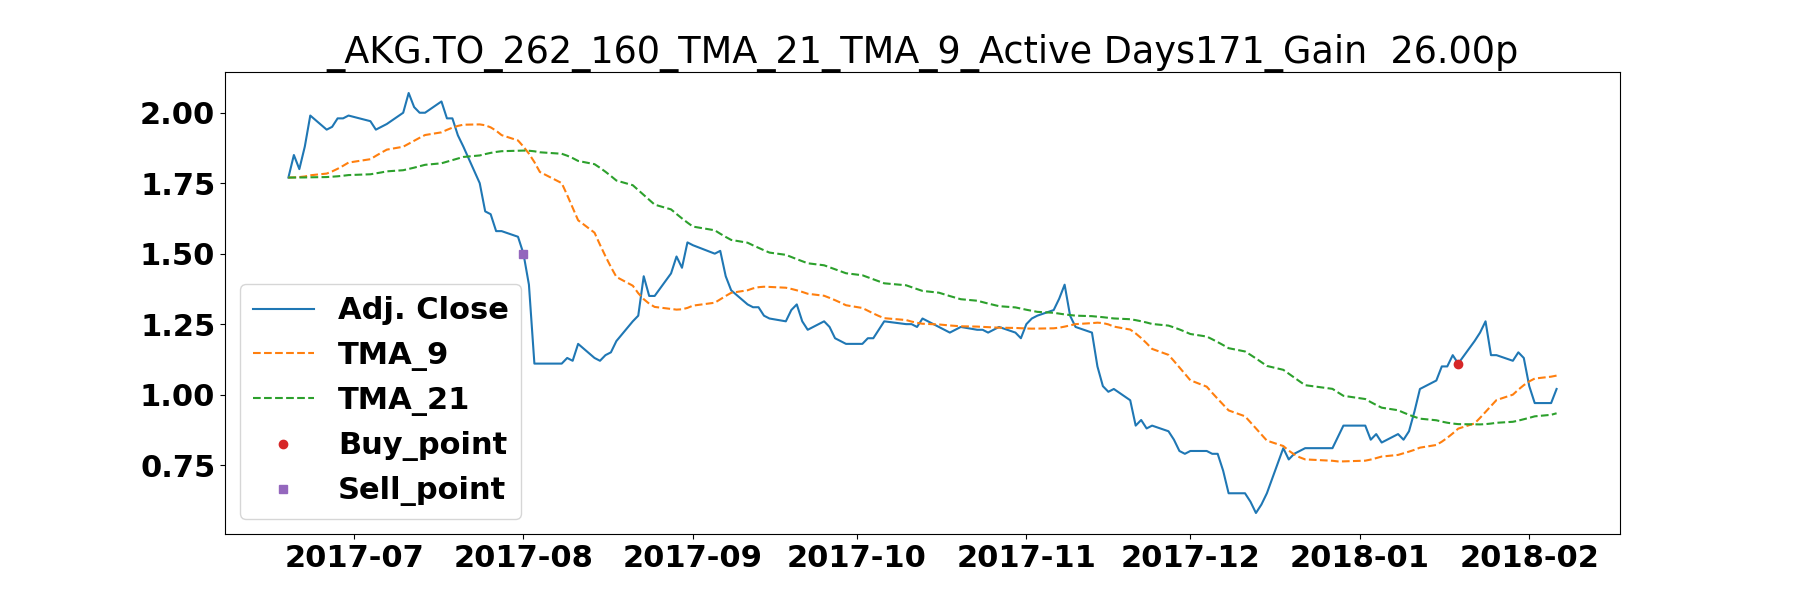 _AKG.TO_262_160_TMA_21_TMA_9_Active Days171_Gain  26.00p
2.00
1.75
1.50
1.25
1.00
0.75
Adj. Close
TMA_9
TMA_21
Buy_point
Sell_point
2017-07 2017-08 2017-09 2017-10 2017-11 2017-12 2018-01 2018-02